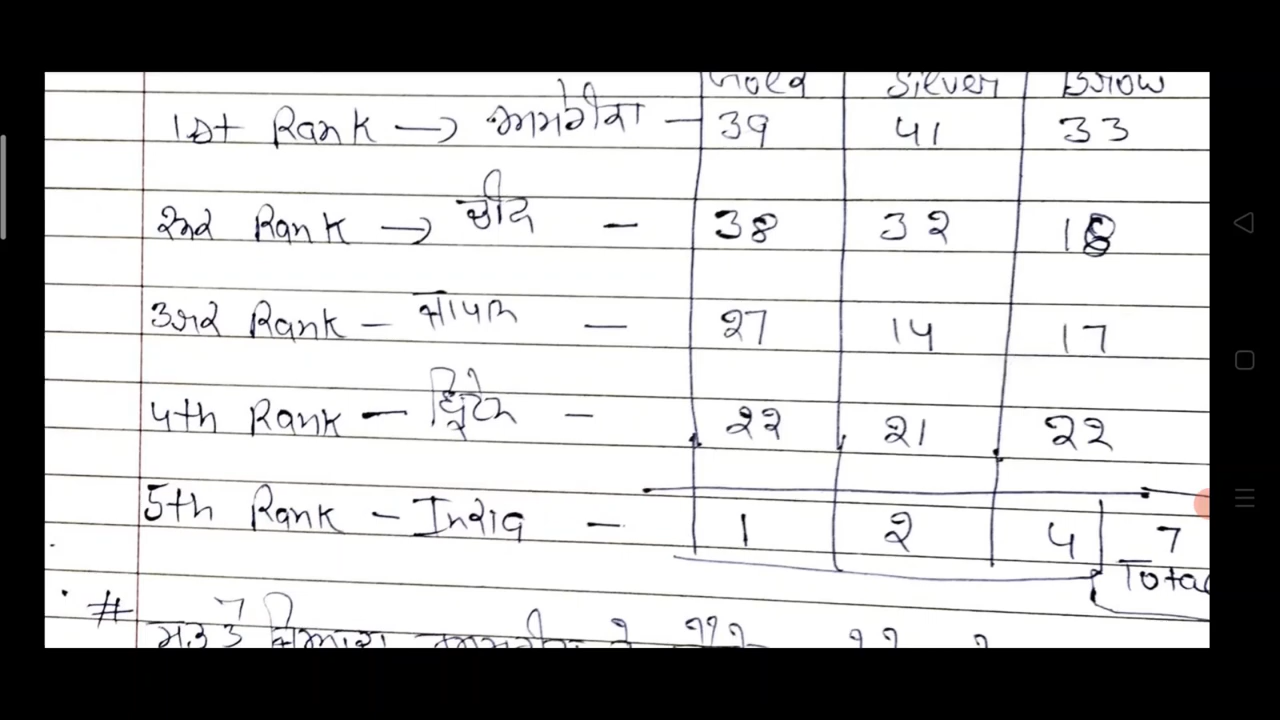 Gold Silver Brow
1st Rank → अमेरीका — 39 41 33
2nd Rank → चीन — 38 32 18
3rd Rank — जापान — 27 14 17
4th Rank — ब्रिटेन — 22 21 22
5th Rank — India — 1 2 4 7
Total
#